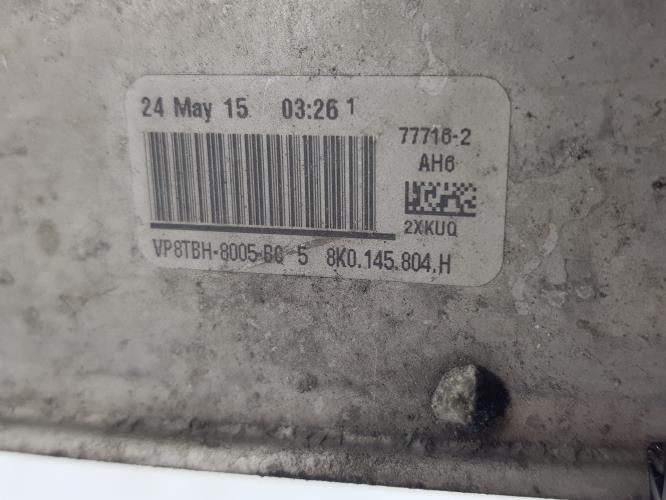 24 May 15 03:26 1
77716-2
AH6
2XKUQ
VP8TBH-8005-BQ 5 8K0.145.804.H